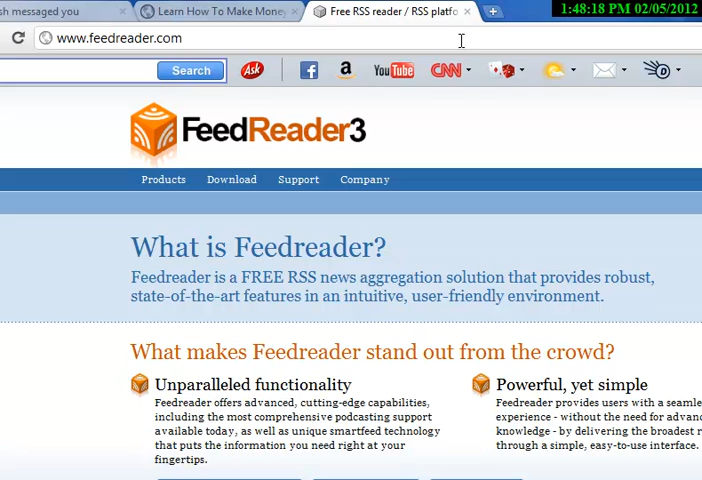 sh messaged you
Learn How To Make Money
Free RSS reader / RSS platfo
1:48:18 PM 02/05/2012
www.feedreader.com
Search
Ask
f
a
YouTube
CNN
FeedReader3
Products
Download
Support
Company
What is Feedreader?
Feedreader is a FREE RSS news aggregation solution that provides robust,
state-of-the-art features in an intuitive, user-friendly environment.
What makes Feedreader stand out from the crowd?
Unparalleled functionality
Feedreader offers advanced, cutting-edge capabilities,
including the most comprehensive podcasting support
available today, as well as unique smartfeed technology
that puts the information you need right at your
fingertips.
Powerful, yet simple
Feedreader provides users with a seamle
experience - without the need for advanc
knowledge - by delivering the broadest r
through a simple, easy-to-use interface.